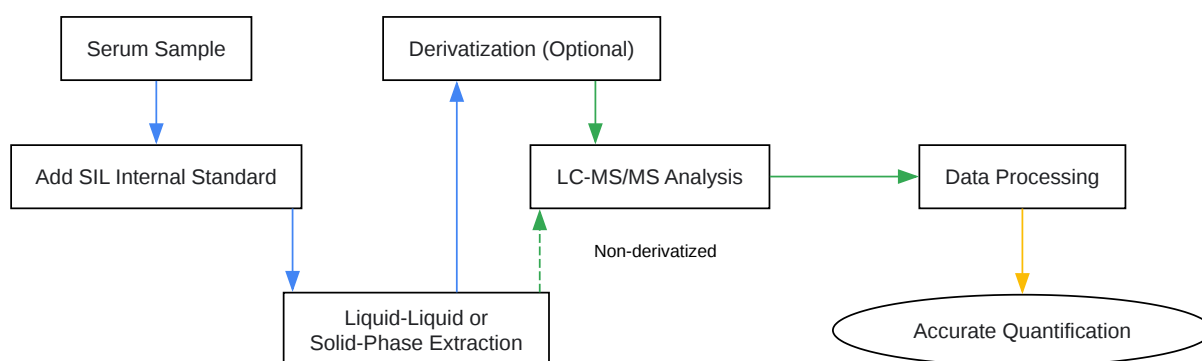 Serum Sample
Derivatization (Optional)
Add SIL Internal Standard
LC-MS/MS Analysis
Data Processing
Non-derivatized
Liquid-Liquid or
Solid-Phase Extraction
Accurate Quantification